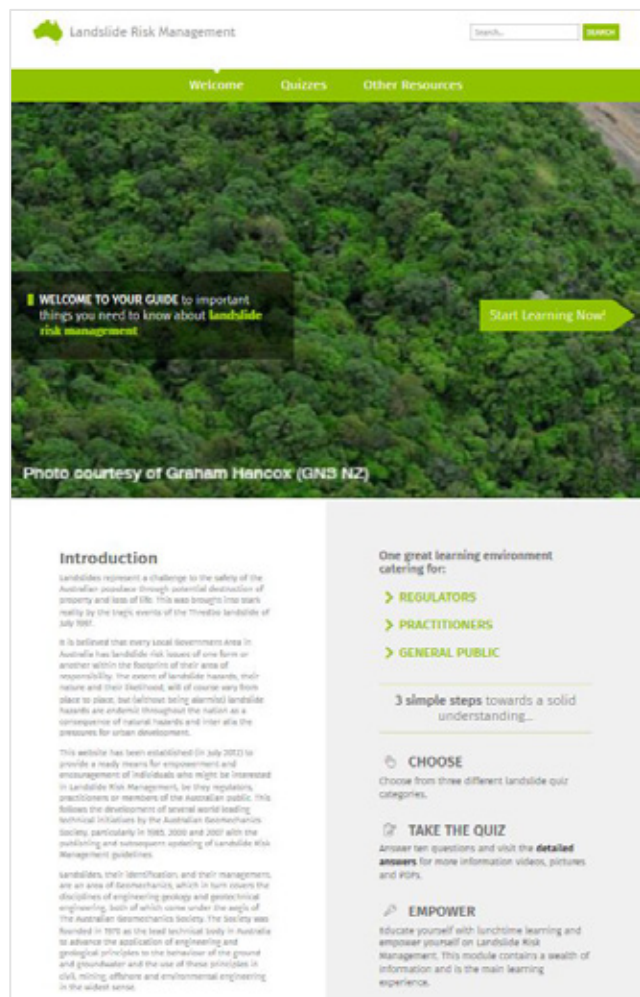 Landslide Risk Management
Search...
SEARCH
Welcome
Quizzes
Other Resources
WELCOME TO YOUR GUIDE to important
things you need to know about landslide
risk management
Start Learning Now!
Photo courtesy of Graham Hancox (GNS NZ)
Introduction
Landslides represent a challenge to the safety of the
Australian populace through potential destruction of
property and loss of life. This was brought into stark
reality by the tragic events of the Thredbo landslide of
July 1997.
It is believed that every Local Government Area in
Australia has landslide risk issues of one form or
another within the footprint of their area of
responsibility. The extent of landslide hazards, their
nature and their likelihood, will of course vary from
place to place, but (without being alarmist) landslide
hazards are endemic throughout the nation as a
consequence of natural hazards and inter alia the
pressures for urban development.
This website has been established (in July 2012) to
provide a ready means for empowerment and
encouragement of individuals who might be interested
in Landslide Risk Management, be they regulators,
practitioners or members of the Australian public. This
follows the development of several world leading
technical initiatives by the Australian Geomechanics
Society, particularly in 1985, 2000 and 2007 with the
publishing and subsequent updating of Landslide Risk
Management guidelines.
Landslides, their identification, and their management,
are an area of Geomechanics, which in turn covers the
disciplines of engineering geology and geotechnical
engineering, both of which come under the aegis of
The Australian Geomechanics Society. The Society was
founded in 1970 as the lead technical body in Australia
to advance the application of engineering and
geological principles to the behaviour of the ground
and groundwater and the use of these principles in
civil, mining, offshore and environmental engineering
in the widest sense.
One great learning environment
catering for:
REGULATORS
PRACTITIONERS
GENERAL PUBLIC
3 simple steps towards a solid
understanding...
CHOOSE
Choose from three different landslide quiz
categories.
TAKE THE QUIZ
Answer ten questions and visit the detailed
answers for more information videos, pictures
and PDFs.
EMPOWER
Educate yourself with lunchtime learning and
empower yourself on Landslide Risk
Management. This module contains a wealth of
information and is the main learning
experience.